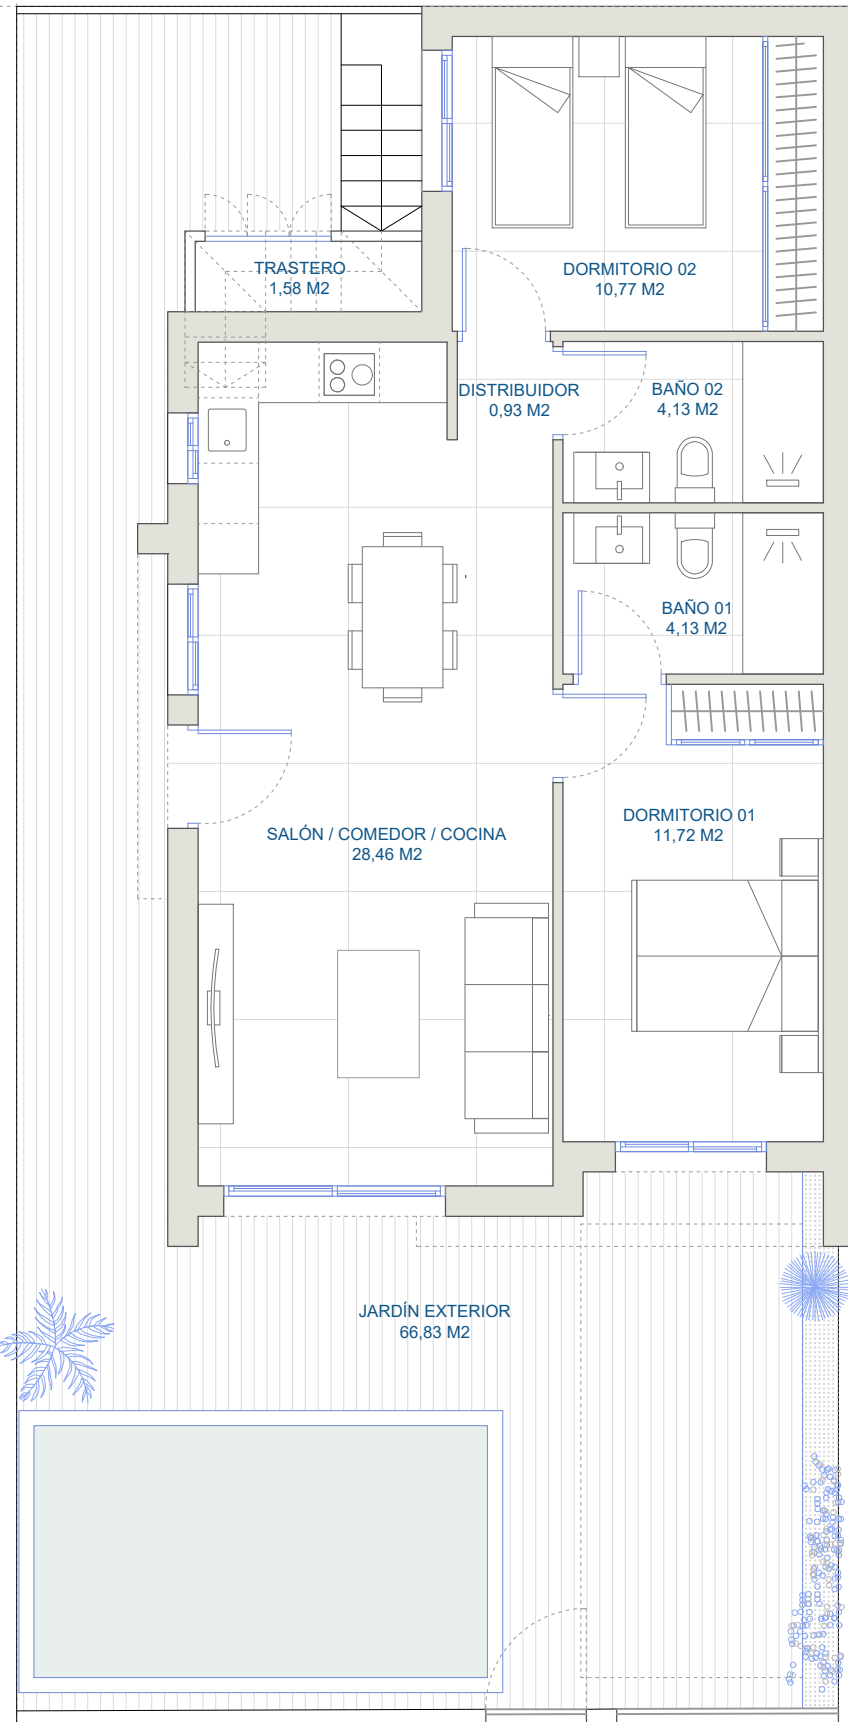 TRASTERO
1,58 M2
DORMITORIO 02
10,77 M2
DISTRIBUIDOR
0,93 M2
BAÑO 02
4,13 M2
BAÑO 01
4,13 M2
SALÓN / COMEDOR / COCINA
28,46 M2
DORMITORIO 01
11,72 M2
JARDÍN EXTERIOR
66,83 M2